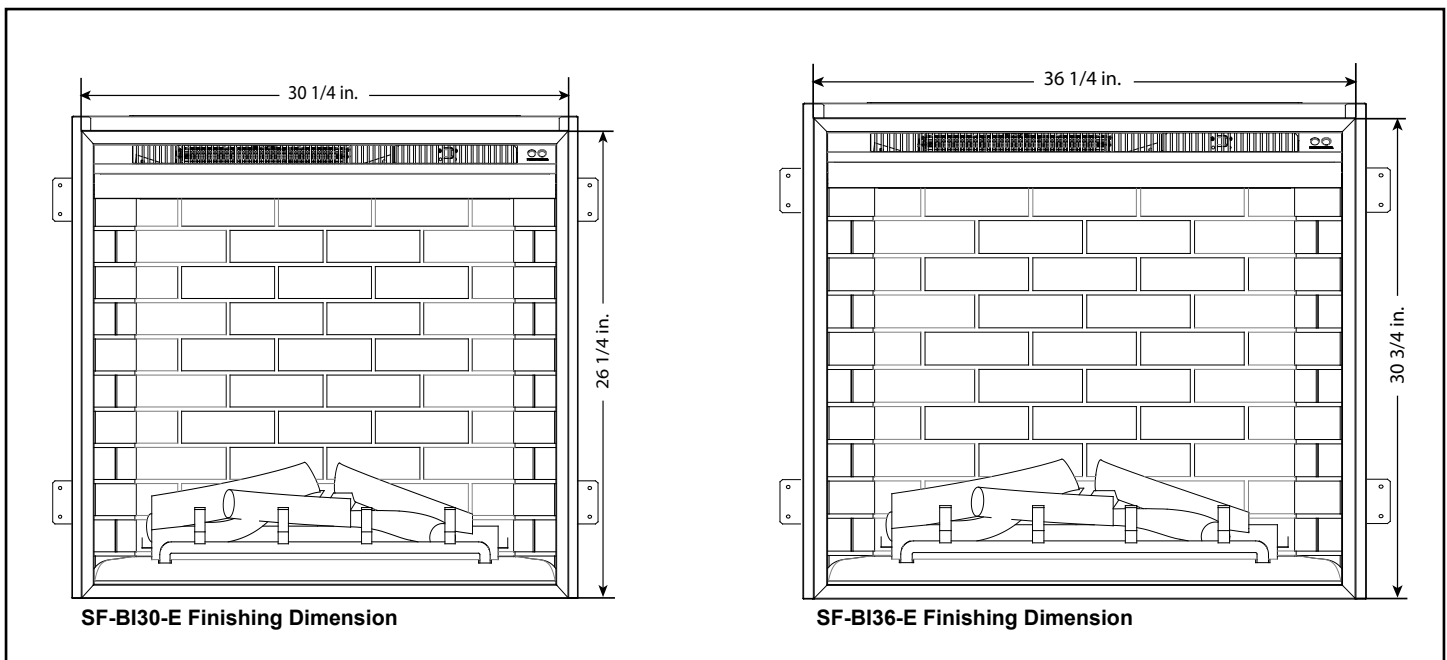 30 1/4 in.
26 1/4 in.
SF-BI30-E Finishing Dimension
36 1/4 in.
30 3/4 in.
SF-BI36-E Finishing Dimension